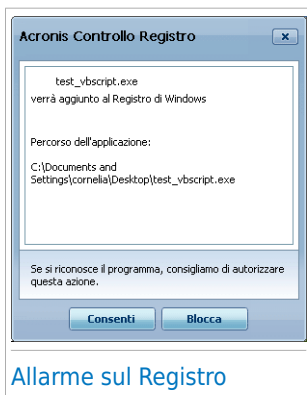 Acronis Controllo Registro
test_vbscript.exe
verrà aggiunto al Registro di Windows
Percorso dell'applicazione:
C:\Documents and
Settings\cornelia\Desktop\test_vbscript.exe
Se si riconosce il programma, consigliamo di autorizzare
questa azione.
Consenti
Blocca
Allarme sul Registro